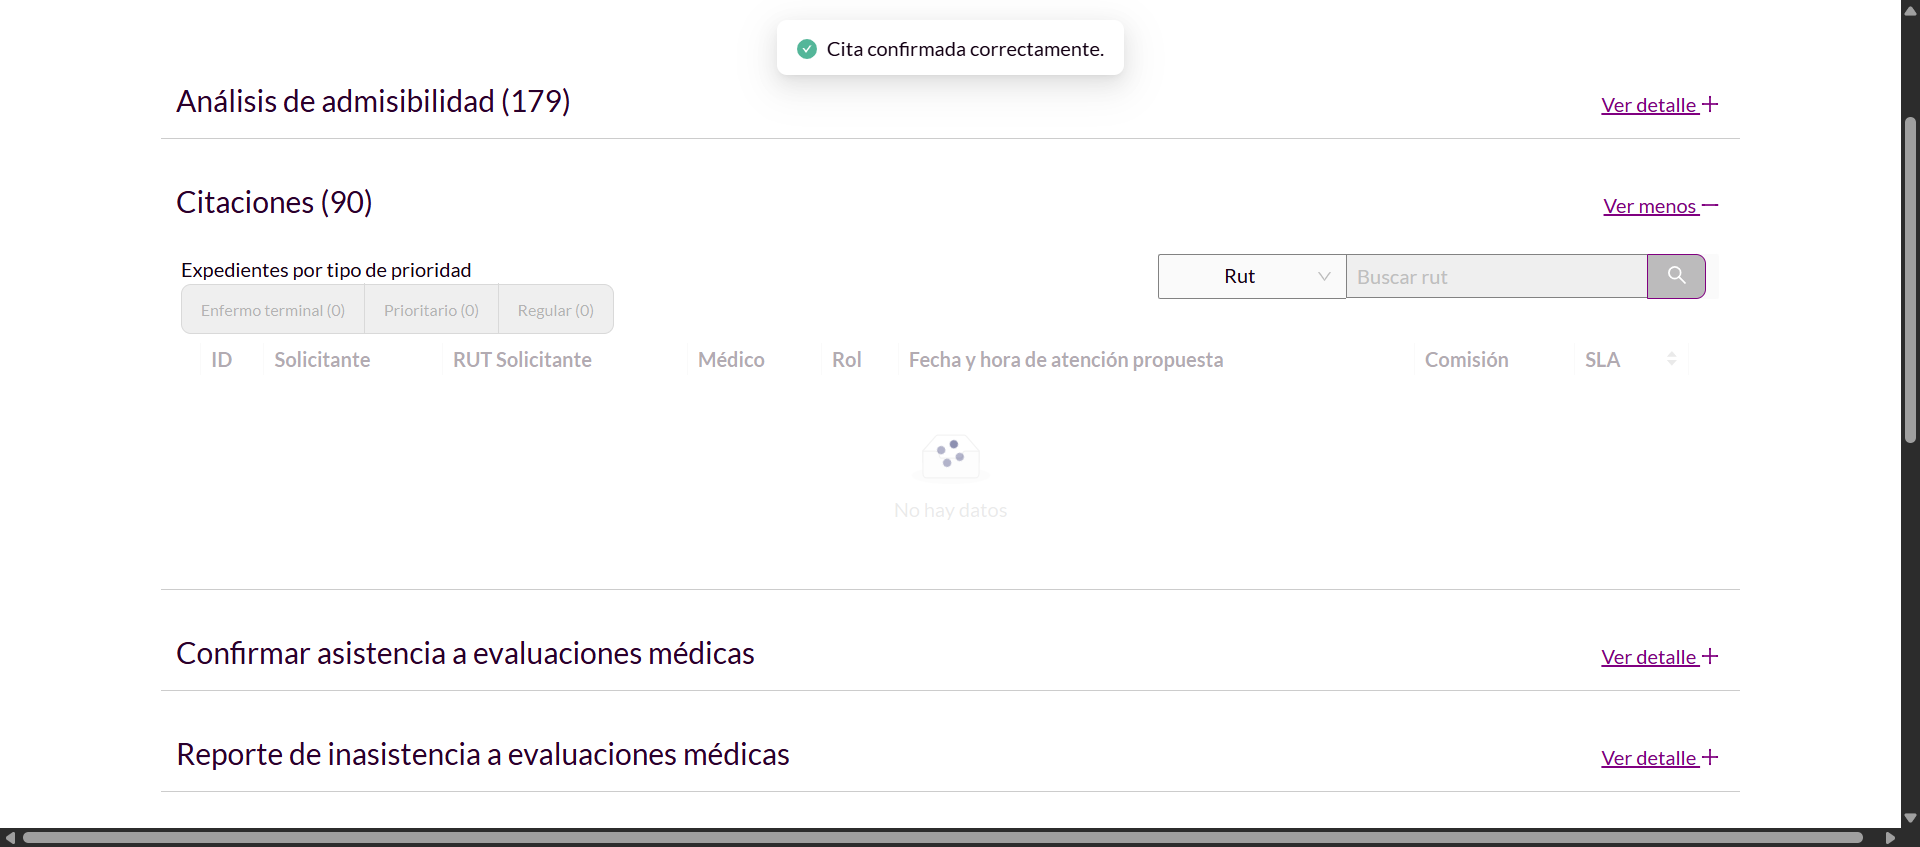 Cita confirmada correctamente.
Análisis de admisibilidad (179)
Ver detalle
Citaciones (90)
Ver menos
Expedientes por tipo de prioridad
Rut
Buscar rut
Enfermo terminal (0)
Prioritario (0)
Regular (0)
ID
Solicitante
RUT Solicitante
Médico
Rol
Fecha y hora de atención propuesta
Comisión
SLA
No hay datos
Confirmar asistencia a evaluaciones médicas
Ver detalle
Reporte de inasistencia a evaluaciones médicas
Ver detalle